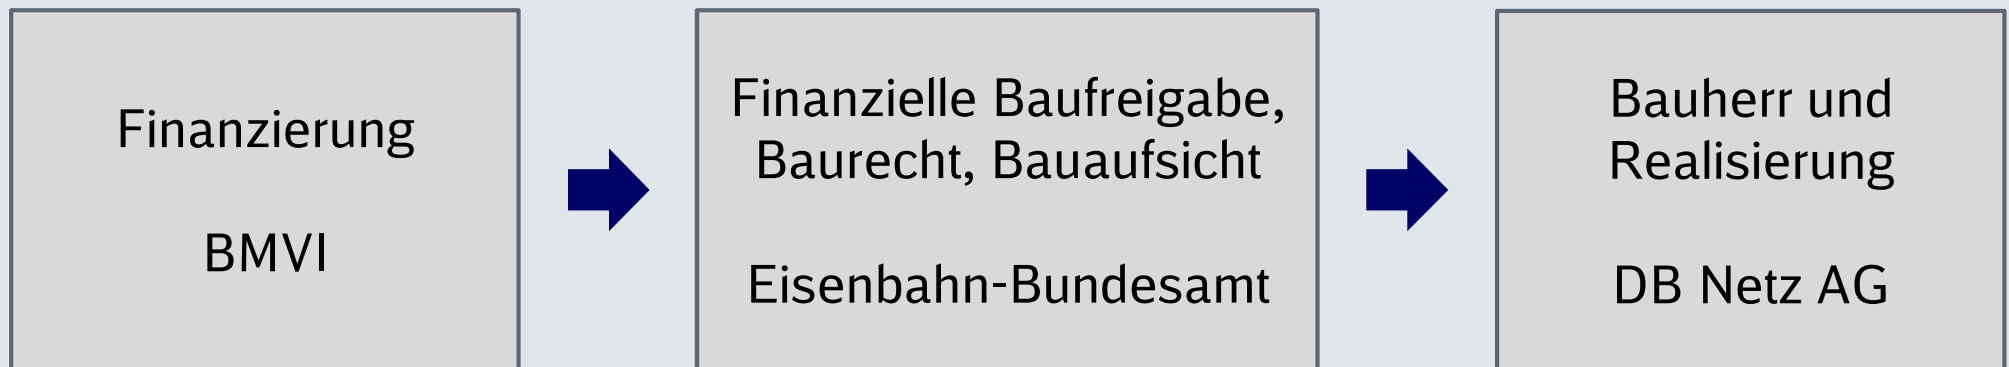 Finanzierung
BMVI
Finanzielle Baufreigabe,
Baurecht, Bauaufsicht
Eisenbahn-Bundesamt
Bauherr und
Realisierung
DB Netz AG